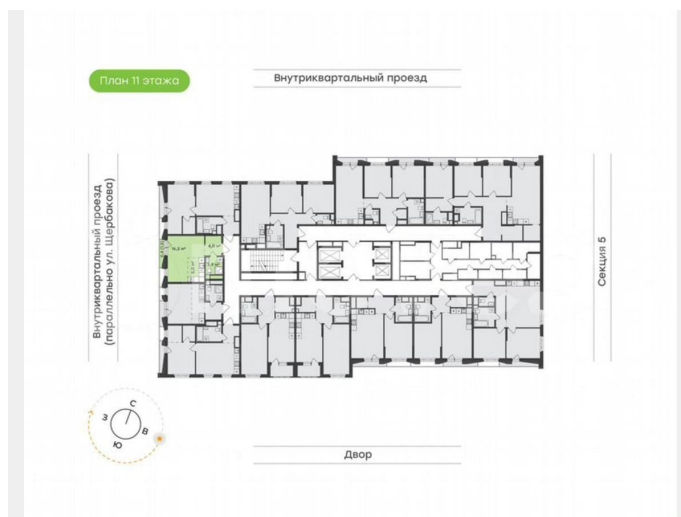 План 11 этажа
Внутриквартальный проезд
Внутриквартальный проезд
(параллельно ул. Щербакова)
Секция 5
С
З
В
Ю
Двор